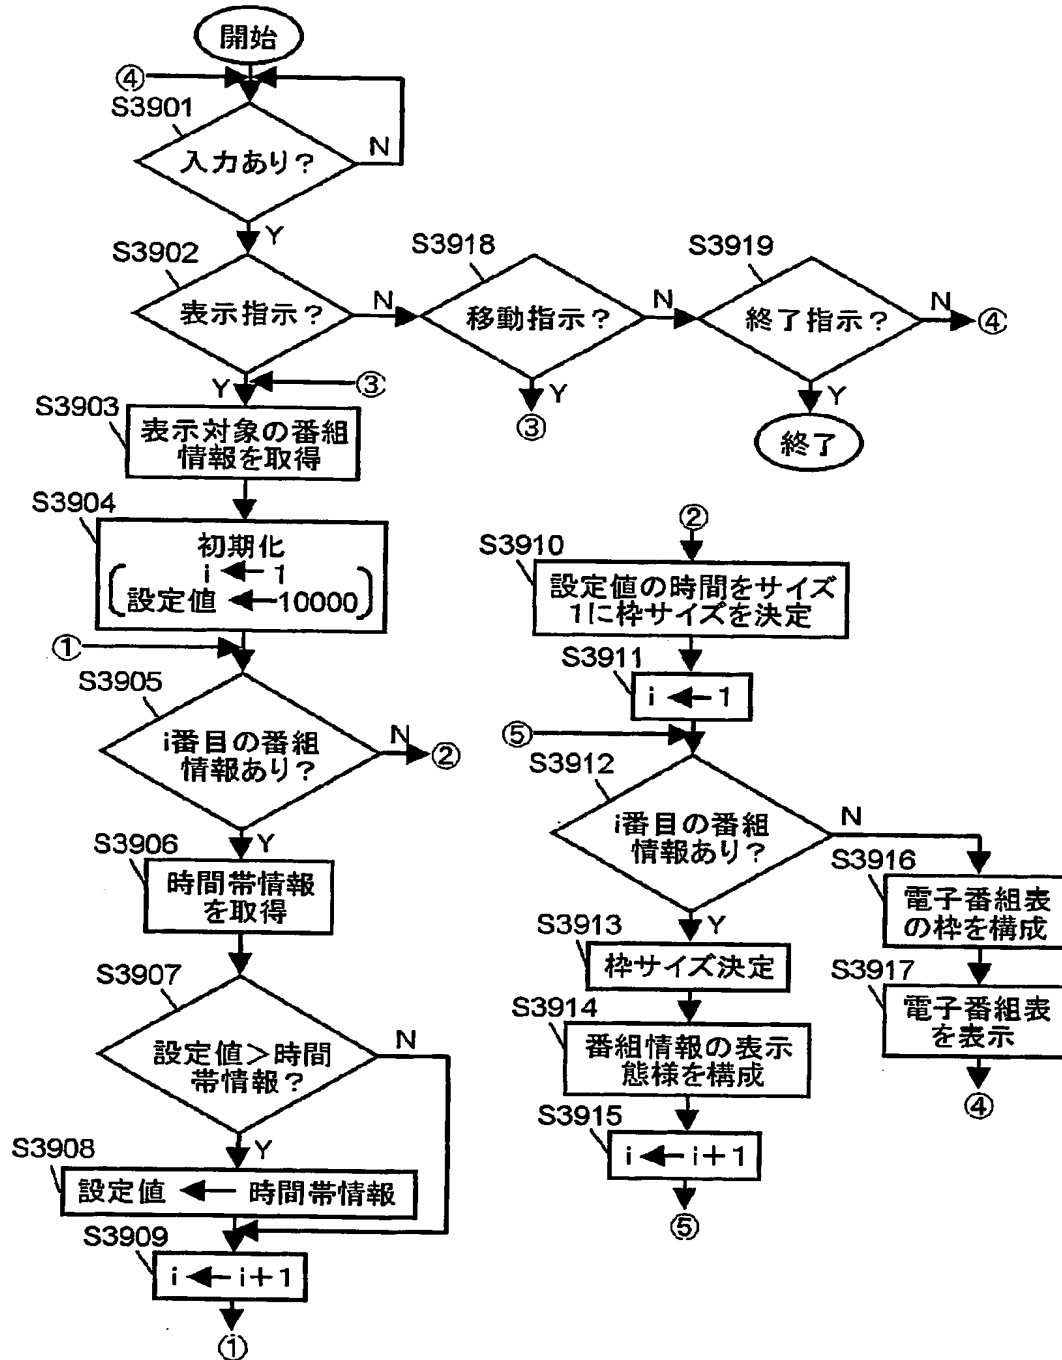 開始
④
S3901
入力あり?
N
Y
S3902
表示指示?
N
S3918
移動指示?
N
S3919
終了指示?
N
④
Y
③
Y
③
Y
終了
S3903
表示対象の番組
情報を取得
S3904
初期化
i ← 1
設定値 ← 10000
①
S3905
i番目の番組
情報あり?
N
②
Y
S3906
時間帯情報
を取得
S3907
設定値>時間
帯情報?
N
Y
S3908
設定値 ← 時間帯情報
S3909
i ← i+1
①
②
S3910
設定値の時間をサイズ
1に枠サイズを決定
S3911
i ← 1
⑤
S3912
i番目の番組
情報あり?
N
Y
S3913
枠サイズ決定
S3914
番組情報の表示
態様を構成
S3915
i ← i+1
⑤
S3916
電子番組表
の枠を構成
S3917
電子番組表
を表示
④